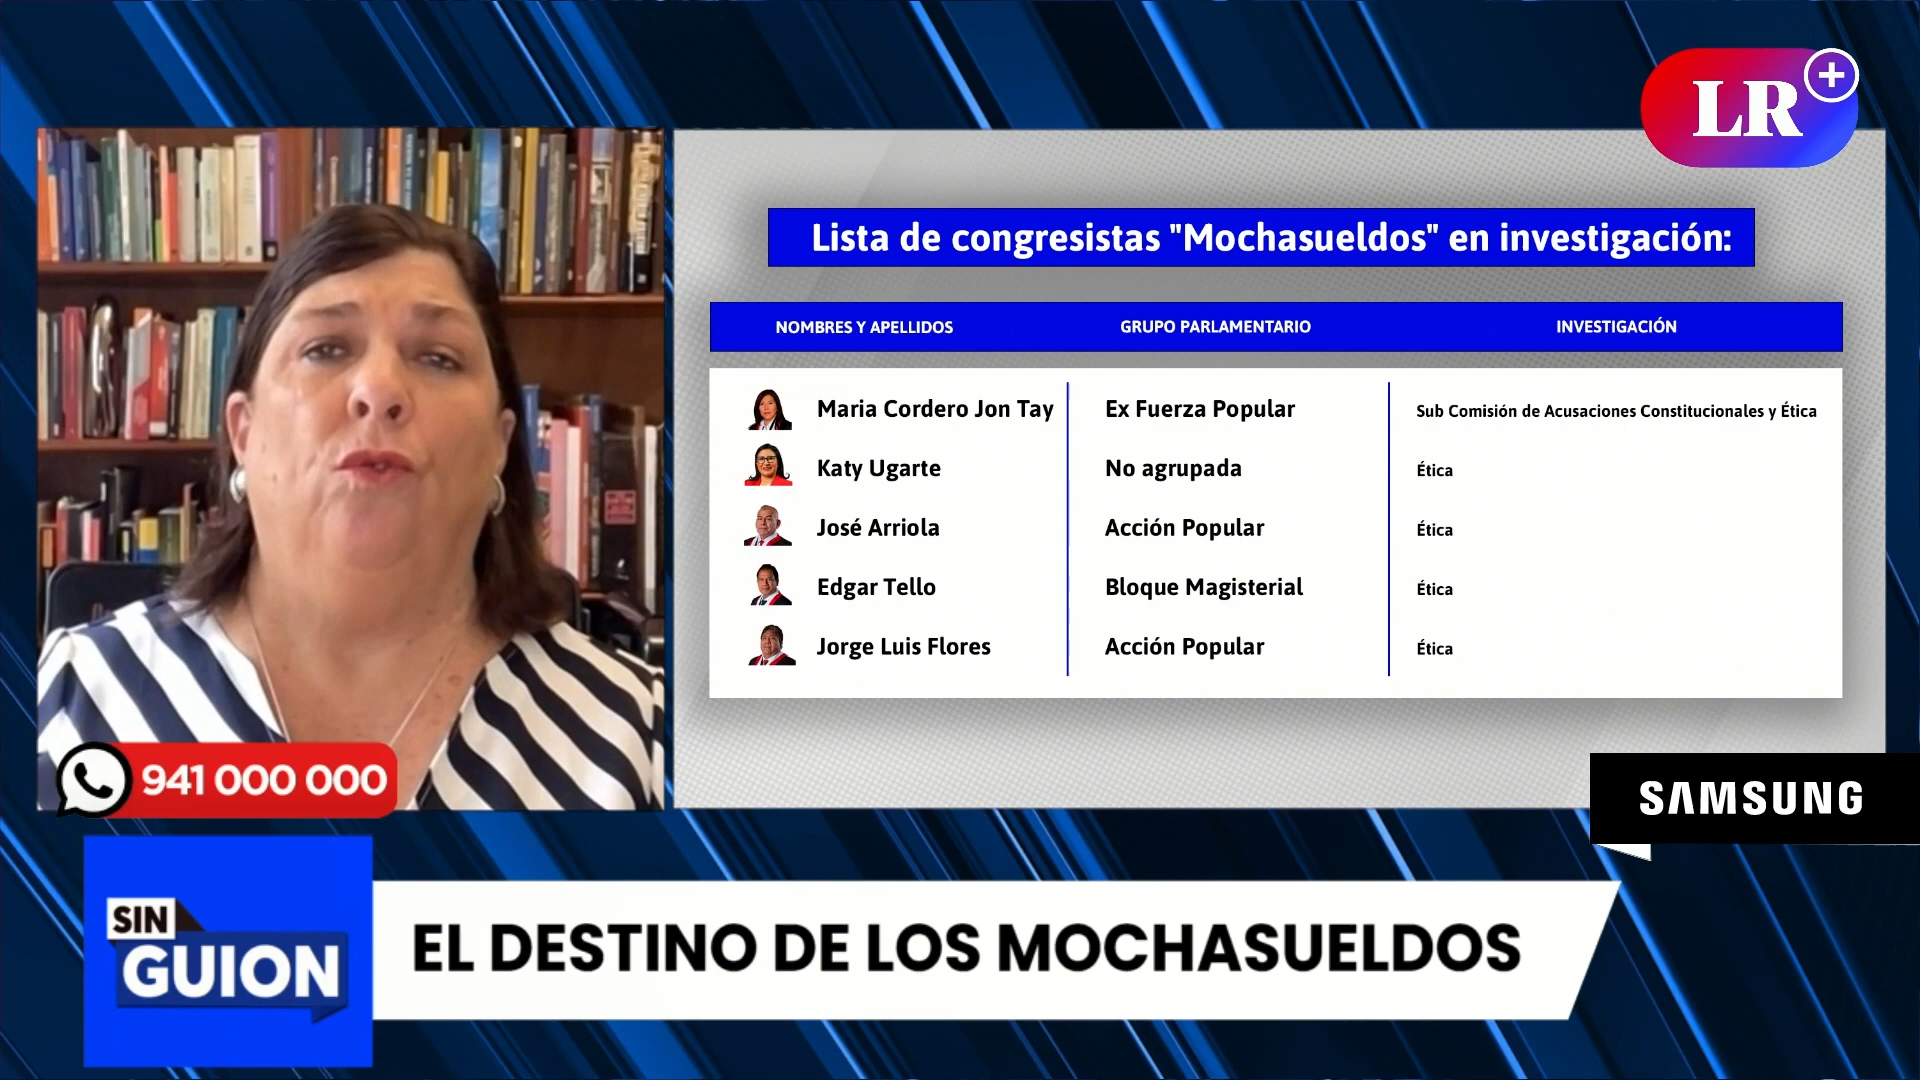 LR+
Lista de congresistas "Mochasueldos" en investigación:
NOMBRES Y APELLIDOS GRUPO PARLAMENTARIO INVESTIGACIÓN
Maria Cordero Jon Tay Ex Fuerza Popular Sub Comisión de Acusaciones Constitucionales y Ética
Katy Ugarte No agrupada Ética
José Arriola Acción Popular Ética
Edgar Tello Bloque Magisterial Ética
Jorge Luis Flores Acción Popular Ética
941 000 000
SAMSUNG
SIN
GUION
EL DESTINO DE LOS MOCHASUELDOS